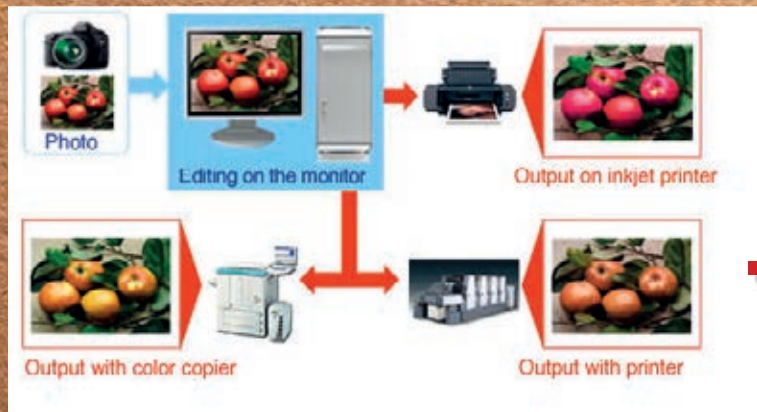 Photo
Editing on the monitor
Output on inkjet printer
Output with color copier
Output with printer